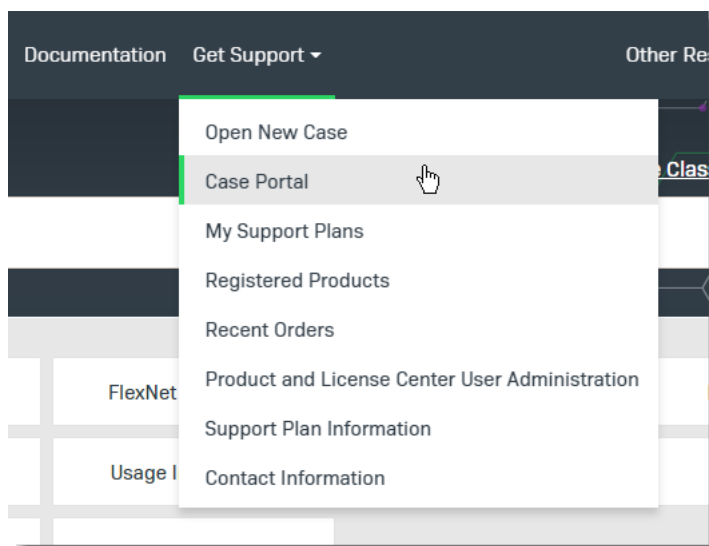 Documentation Get Support Other Re
Open New Case
Case Portal
Clas
My Support Plans
Registered Products
Recent Orders
Product and License Center User Administration
FlexNet
Support Plan Information
Usage
Contact Information